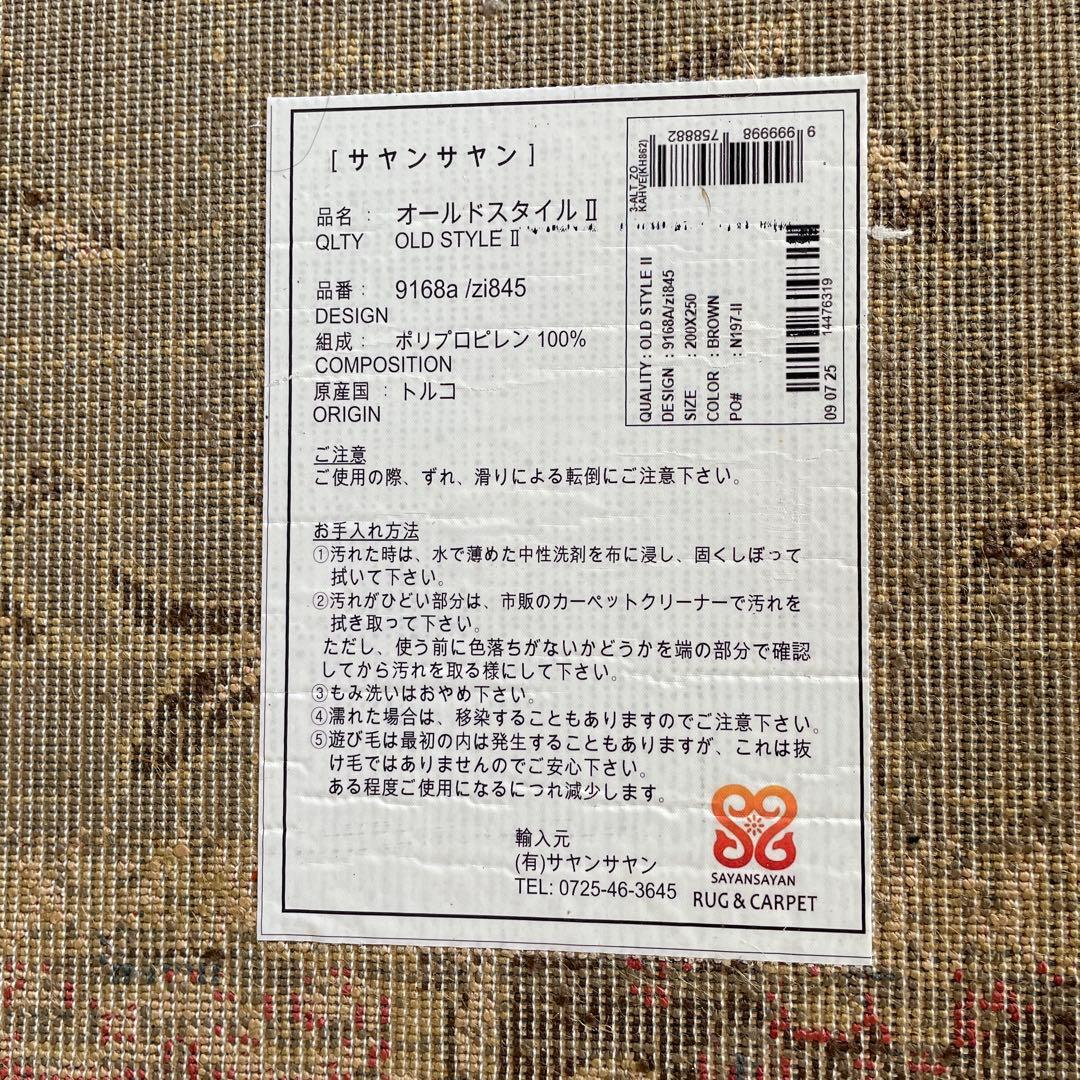 [ サヤンサヤン ]
品名 : オールドスタイル Ⅱ
QLTY OLD STYLE Ⅱ
品番 : 9168a /zi845
DESIGN
組成 : ポリプロピレン 100%
COMPOSITION
原産国 : トルコ
ORIGIN
3-ALT_ZO
KAHVE(KH862)
9 999998 758882
QUALITY : OLD STYLE II
DESIGN : 9168A/zi845
SIZE : 200X250
COLOR : BROWN
PO# : N197-II
14476319
09 07 25
ご注意
ご使用の際、ずれ、滑りによる転倒にご注意下さい。
お手入れ方法
①汚れた時は、水で薄めた中性洗剤を布に浸し、固くしぼって
拭いて下さい。
②汚れがひどい部分は、市販のカーペットクリーナーで汚れを
拭き取って下さい。
ただし、使う前に色落ちがないかどうかを端の部分で確認
してから汚れを取る様にして下さい。
③もみ洗いはおやめ下さい。
④濡れた場合は、移染することもありますのでご注意下さい。
⑤遊び毛は最初の内は発生することもありますが、これは抜
け毛ではありませんのでご安心下さい。
ある程度ご使用になるにつれ減少します。
輸入元
(有)サヤンサヤン
TEL: 0725-46-3645
SAYANSAYAN
RUG & CARPET